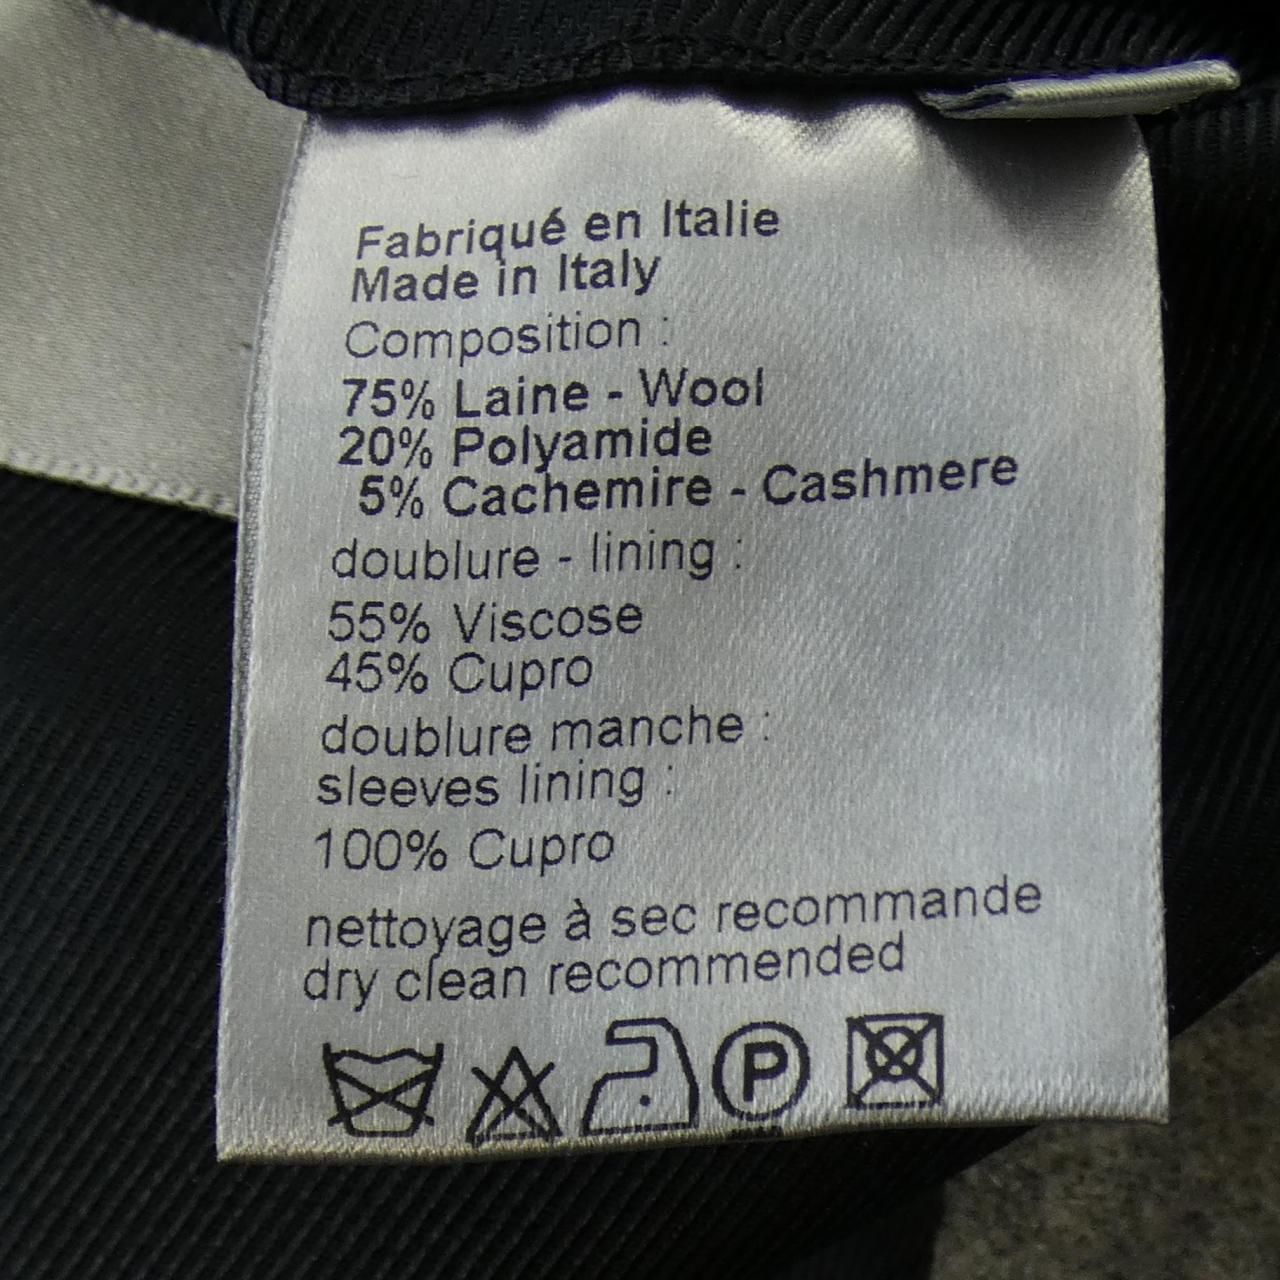 Fabriqué en Italie
Made in Italy
Composition :
75% Laine - Wool
20% Polyamide
5% Cachemire - Cashmere
doublure - lining :
55% Viscose
45% Cupro
doublure manche :
sleeves lining :
100% Cupro
nettoyage à sec recommande
dry clean recommended
P